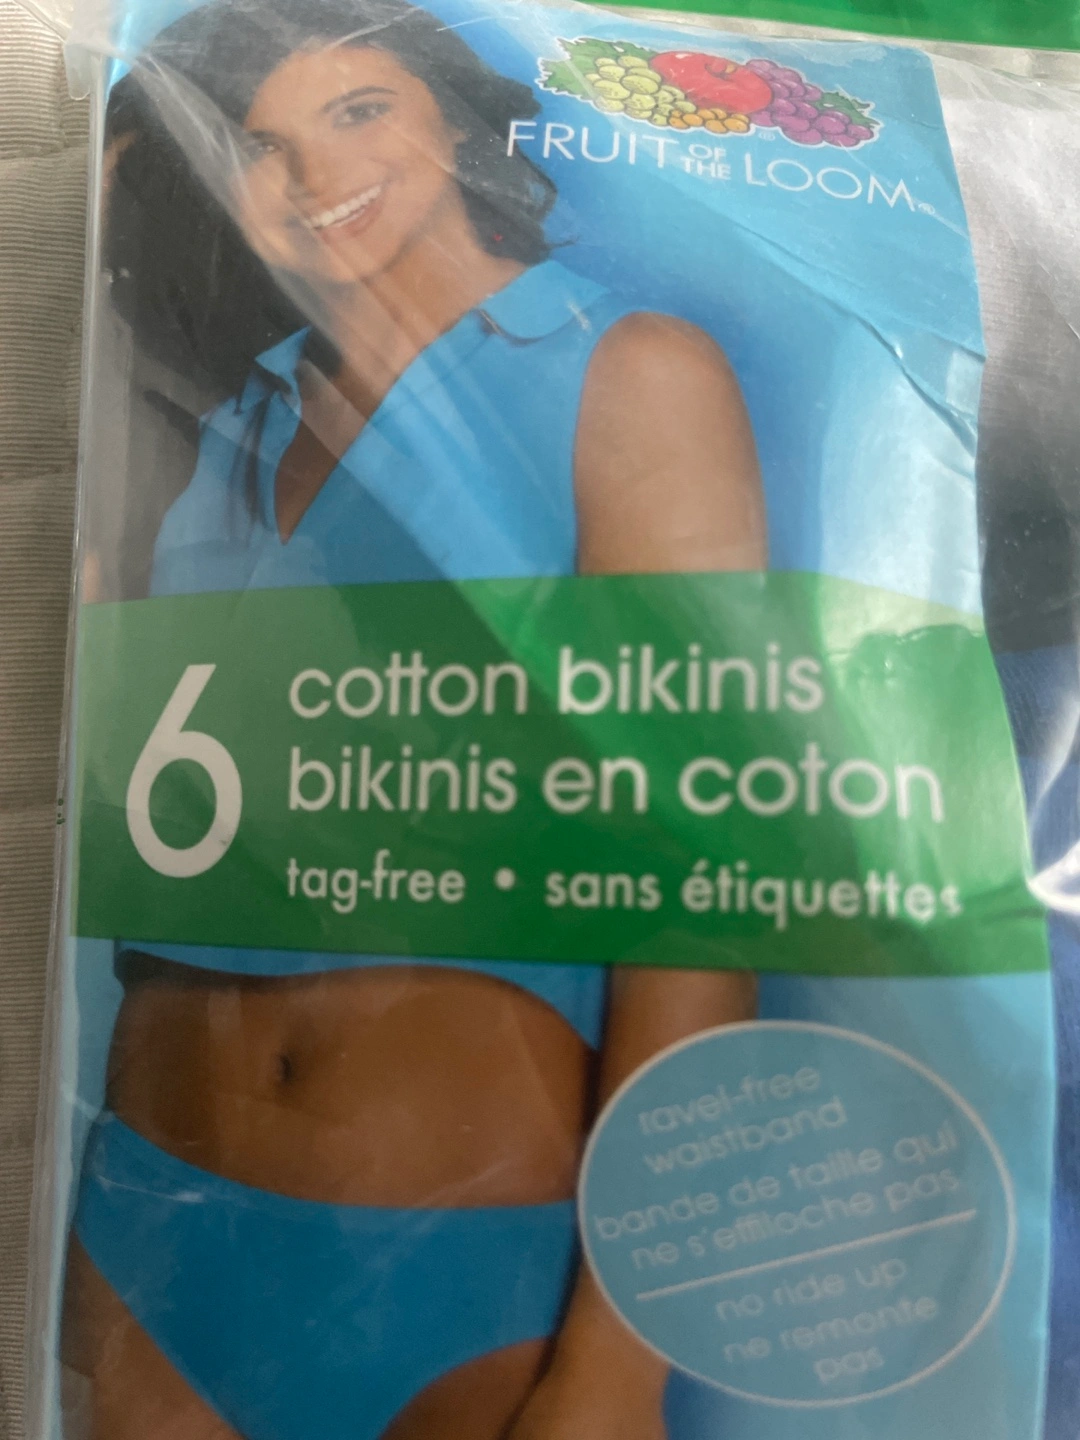 FRUIT OF THE LOOM®
6
cotton bikinis
bikinis en coton
tag-free • sans étiquettes
ravel-free
waistband
bande de taille qui
ne s'effiloche pas
no ride up
ne remonte
pas